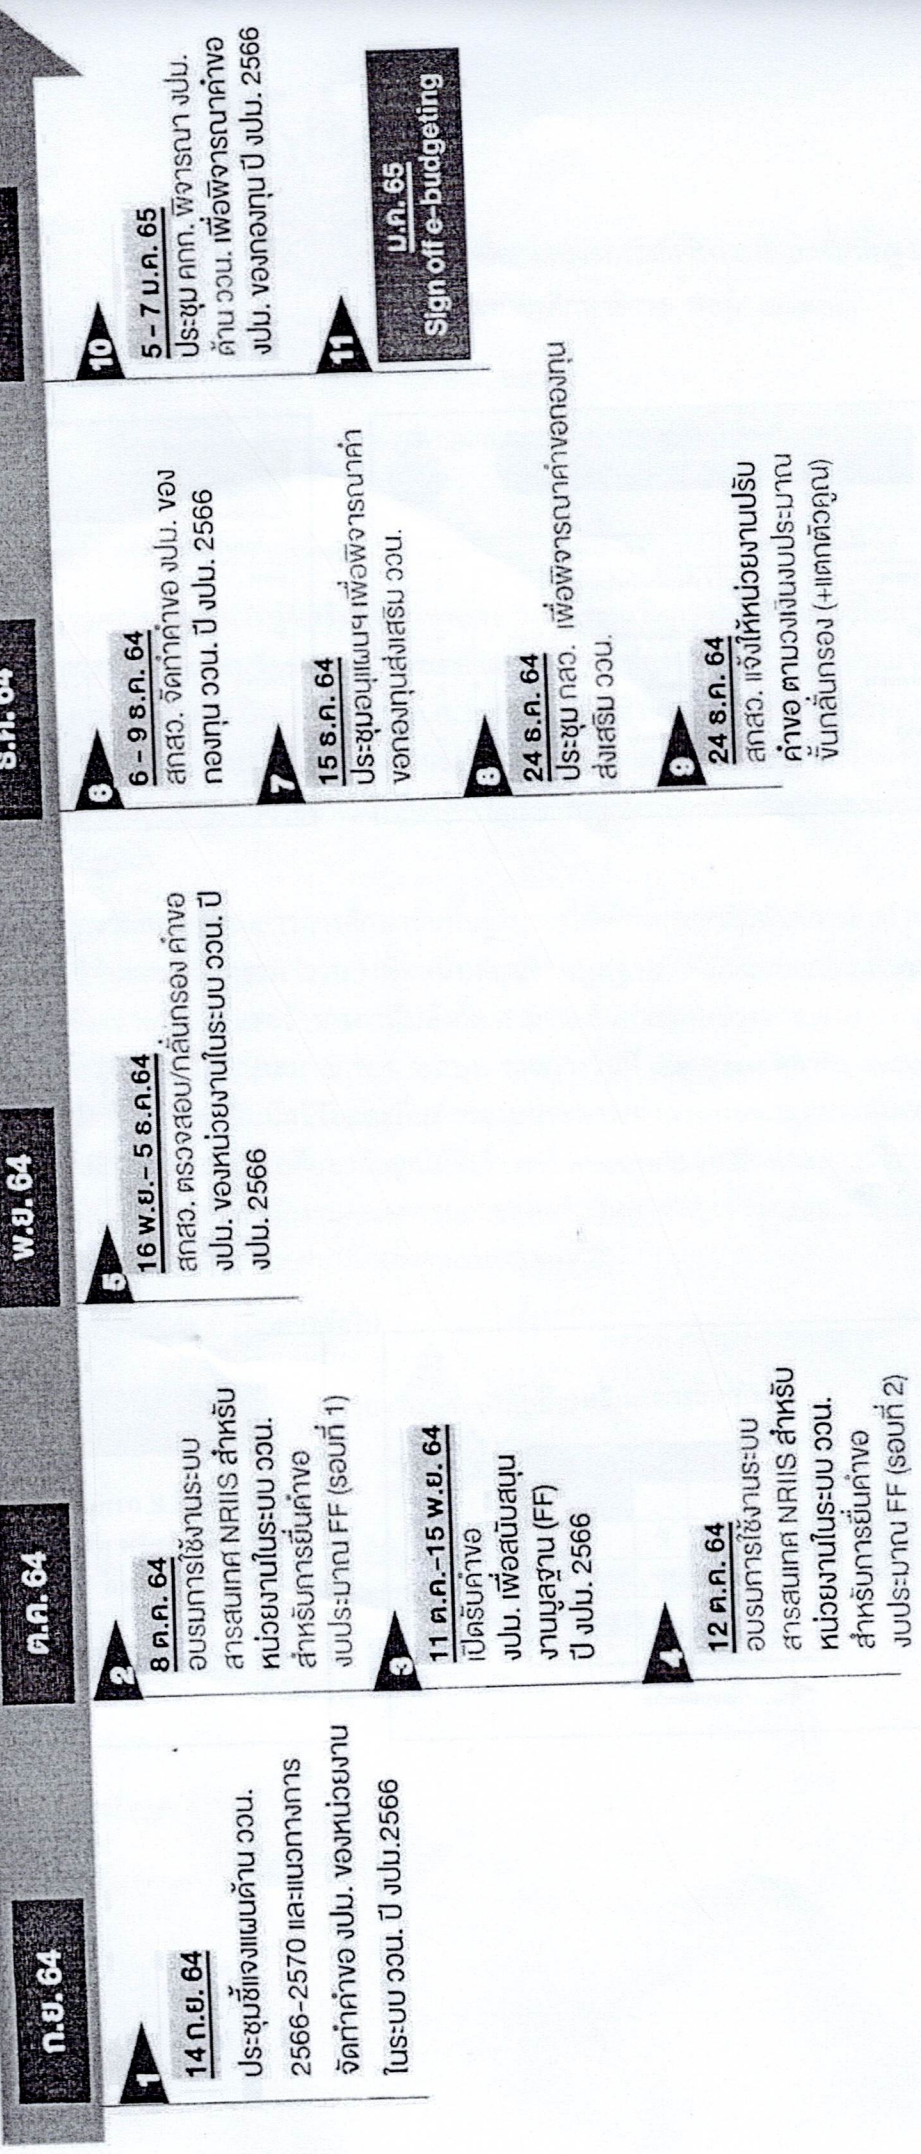 ก.ย. 64
1
14 ก.ย. 64
ประชุมชี้แจงแผนด้าน ววน.
2566-2570 และแนวทางการ
จัดทำคำขอ งปม. ของหน่วยงาน
ในระบบ ววน. ปี งปม.2566
ต.ค. 64
2
8 ต.ค. 64
อบรมการใช้งานระบบ
สารสนเทศ NRIIS สำหรับ
หน่วยงานในระบบ ววน.
สำหรับการยื่นคำขอ
งบประมาณ FF (รอบที่ 1)
3
11 ต.ค.-15 พ.ย. 64
เปิดรับคำขอ
งปม. เพื่อสนับสนุน
งานมูลฐาน (FF)
ปี งปม. 2566
4
12 ต.ค. 64
อบรมการใช้งานระบบ
สารสนเทศ NRIIS สำหรับ
หน่วยงานในระบบ ววน.
สำหรับการยื่นคำขอ
งบประมาณ FF (รอบที่ 2)
พ.ย. 64
5
16 พ.ย.- 5 ธ.ค.64
สกสว. ตรวจสอบ/กลั่นกรอง คำขอ
งปม. ของหน่วยงานในระบบ ววน. ปี
งปม. 2566
ธ.ค. 64
6
6 - 9 ธ.ค. 64
สกสว. จัดทำคำขอ งปม. ของ
กองทุน ววน. ปี งปม. 2566
7
15 ธ.ค. 64
ประชุมอนุแผนฯ เพื่อพิจารณาคำ
ขอกองทุนส่งเสริม ววน.
8
24 ธ.ค. 64
ประชุม กสว. เพื่อพิจารณาคำขอกองทุน
ส่งเสริม ววน.
9
24 ธ.ค. 64
สกสว. แจ้งให้หน่วยงานปรับ
คำขอ ตามวงเงินงบประมาณ
ขั้นกลั่นกรอง (+แตกตัวคูณ)
10
5 - 7 ม.ค. 65
ประชุม คกก. พิจารณา งปม.
ด้าน ววน. เพื่อพิจารณาคำขอ
งปม. ของกองทุน ปี งปม. 2566
11
ม.ค. 65
Sign off e-budgeting